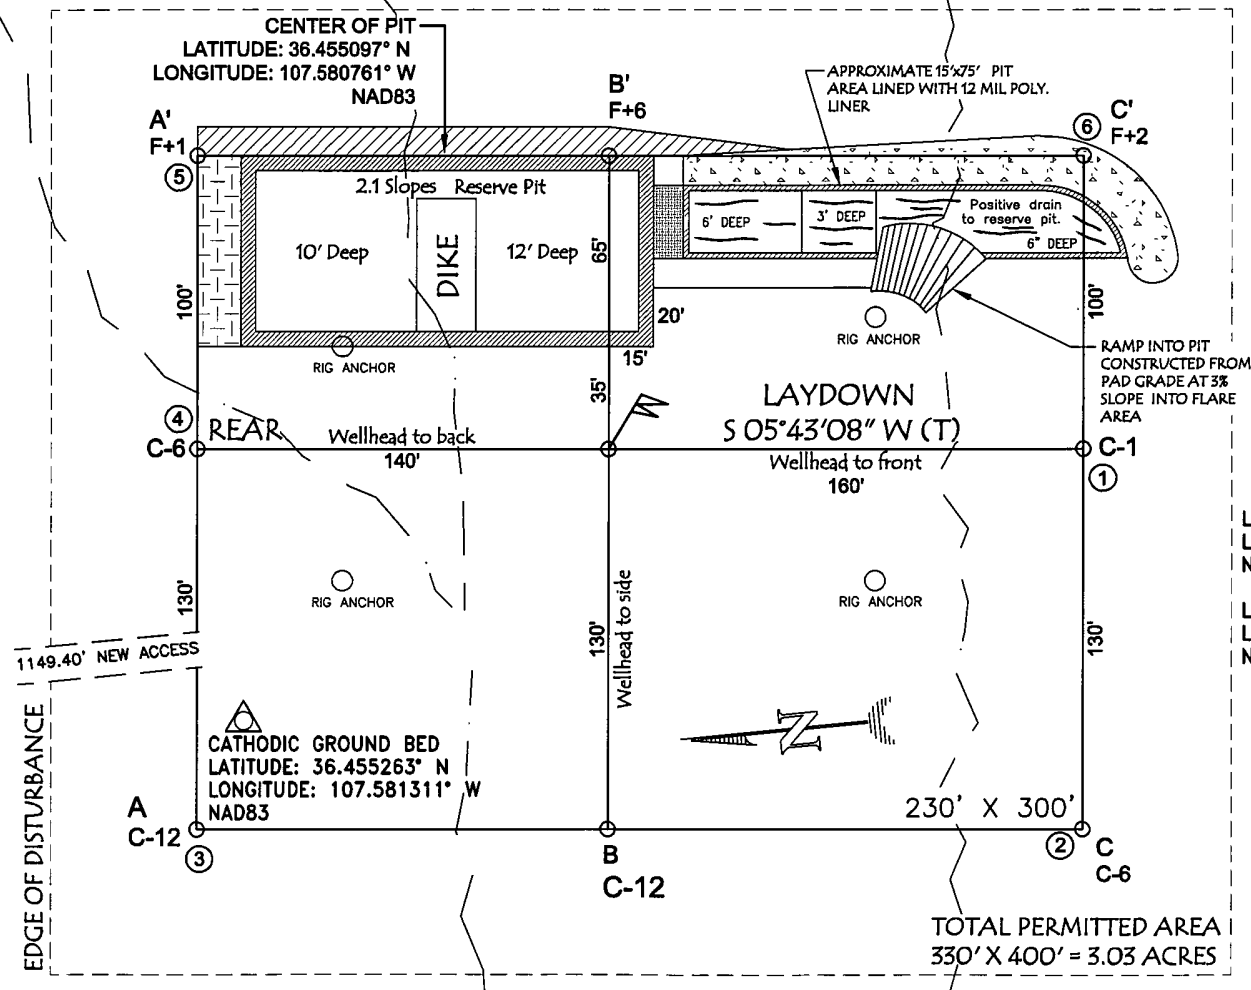 CENTER OF PIT
LATITUDE: 36.455097° N
LONGITUDE: 107.580761° W
NAD83
A'
F+1
5
B'
F+6
APPROXIMATE 15'x75' PIT
AREA LINED WITH 12 MIL POLY.
LINER
6
C'
F+2
2.1 Slopes Reserve Pit
10' Deep
DIKE
12' Deep
65'
6' DEEP
3' DEEP
Positive drain
to reserve pit.
6" DEEP
100'
100'
20'
15'
35'
RIG ANCHOR
RIG ANCHOR
RAMP INTO PIT
CONSTRUCTED FROM
PAD GRADE AT 3%
SLOPE INTO FLARE
AREA
4
C-6
REAR
Wellhead to back
140'
LAYDOWN
S 05°43'08" W (T)
Wellhead to front
160'
C-1
1
L
L
N
L
L
N
RIG ANCHOR
RIG ANCHOR
130'
130'
Wellhead to side
130'
1149.40' NEW ACCESS
N
CATHODIC GROUND BED
LATITUDE: 36.455263° N
LONGITUDE: 107.581311° W
NAD83
230' X 300'
A
C-12
3
B
C-12
2
C
C-6
EDGE OF DISTURBANCE
TOTAL PERMITTED AREA
330' X 400' = 3.03 ACRES